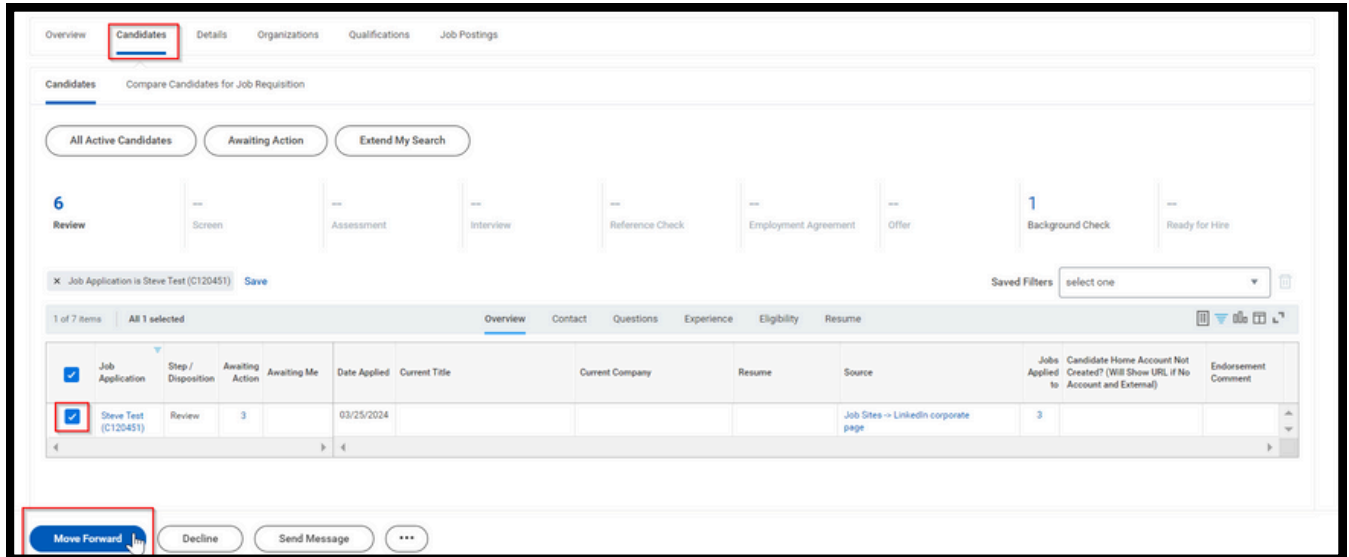 Overview Candidates Details Organizations Qualifications Job Postings
Candidates Compare Candidates for Job Requisition
All Active Candidates Awaiting Action Extend My Search
6 -- -- -- -- -- -- 1 --
Review Screen Assessment Interview Reference Check Employment Agreement Offer Background Check Ready for Hire
X Job Application is Steve Test (C120451) Save Saved Filters select one
1 of 7 items All 1 selected Overview Contact Questions Experience Eligibility Resume
Job Application Step / Disposition Awaiting Action Awaiting Me Date Applied Current Title Current Company Resume Source Jobs Applied to Candidate Home Account Not Created? (Will Show URL if No Account and External) Endorsement Comment
Steve Test Review 3 03/25/2024 Job Sites -> LinkedIn corporate 3
(C120451) page
Move Forward Decline Send Message ...